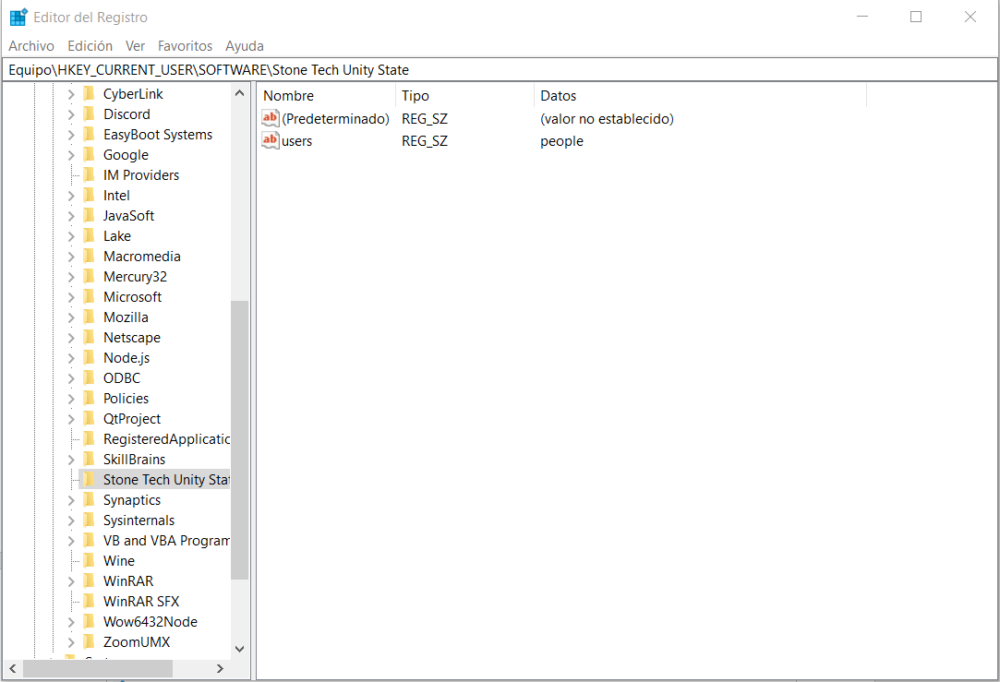 Editor del Registro
Archivo Edición Ver Favoritos Ayuda
Equipo\HKEY_CURRENT_USER\SOFTWARE\Stone Tech Unity State
CyberLink
Discord
EasyBoot Systems
Google
IM Providers
Intel
JavaSoft
Lake
Macromedia
Mercury32
Microsoft
Mozilla
Netscape
Node.js
ODBC
Policies
QtProject
RegisteredApplicatic
SkillBrains
Stone Tech Unity Stat
Synaptics
Sysinternals
VB and VBA Program
Wine
WinRAR
WinRAR SFX
Wow6432Node
ZoomUMX
Nombre Tipo Datos
ab (Predeterminado) REG_SZ (valor no establecido)
ab users REG_SZ people